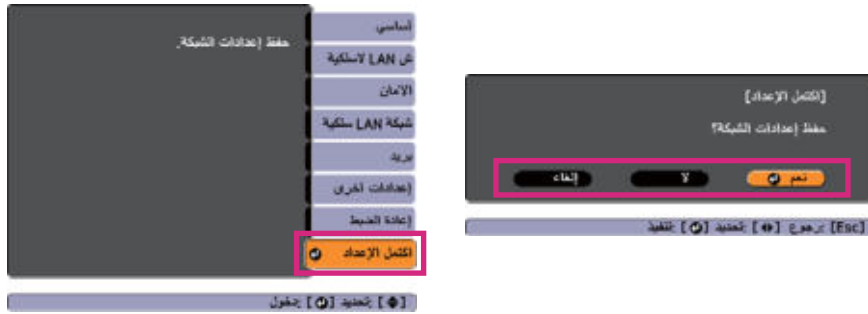 أساسي
ش LAN لاسلكية
الأمان
شبكة LAN سلكية
بريد
إعدادات أخرى
إعادة الضبط
اكتمل الإعداد
حفظ إعدادات الشبكة.
[ ] :تحديد [ ] :دخول
[اكتمل الإعداد]
حفظ إعدادات الشبكة؟
نعم لا إلغاء
[Esc] :رجوع [ ] :تحديد [ ] :تنفيذ